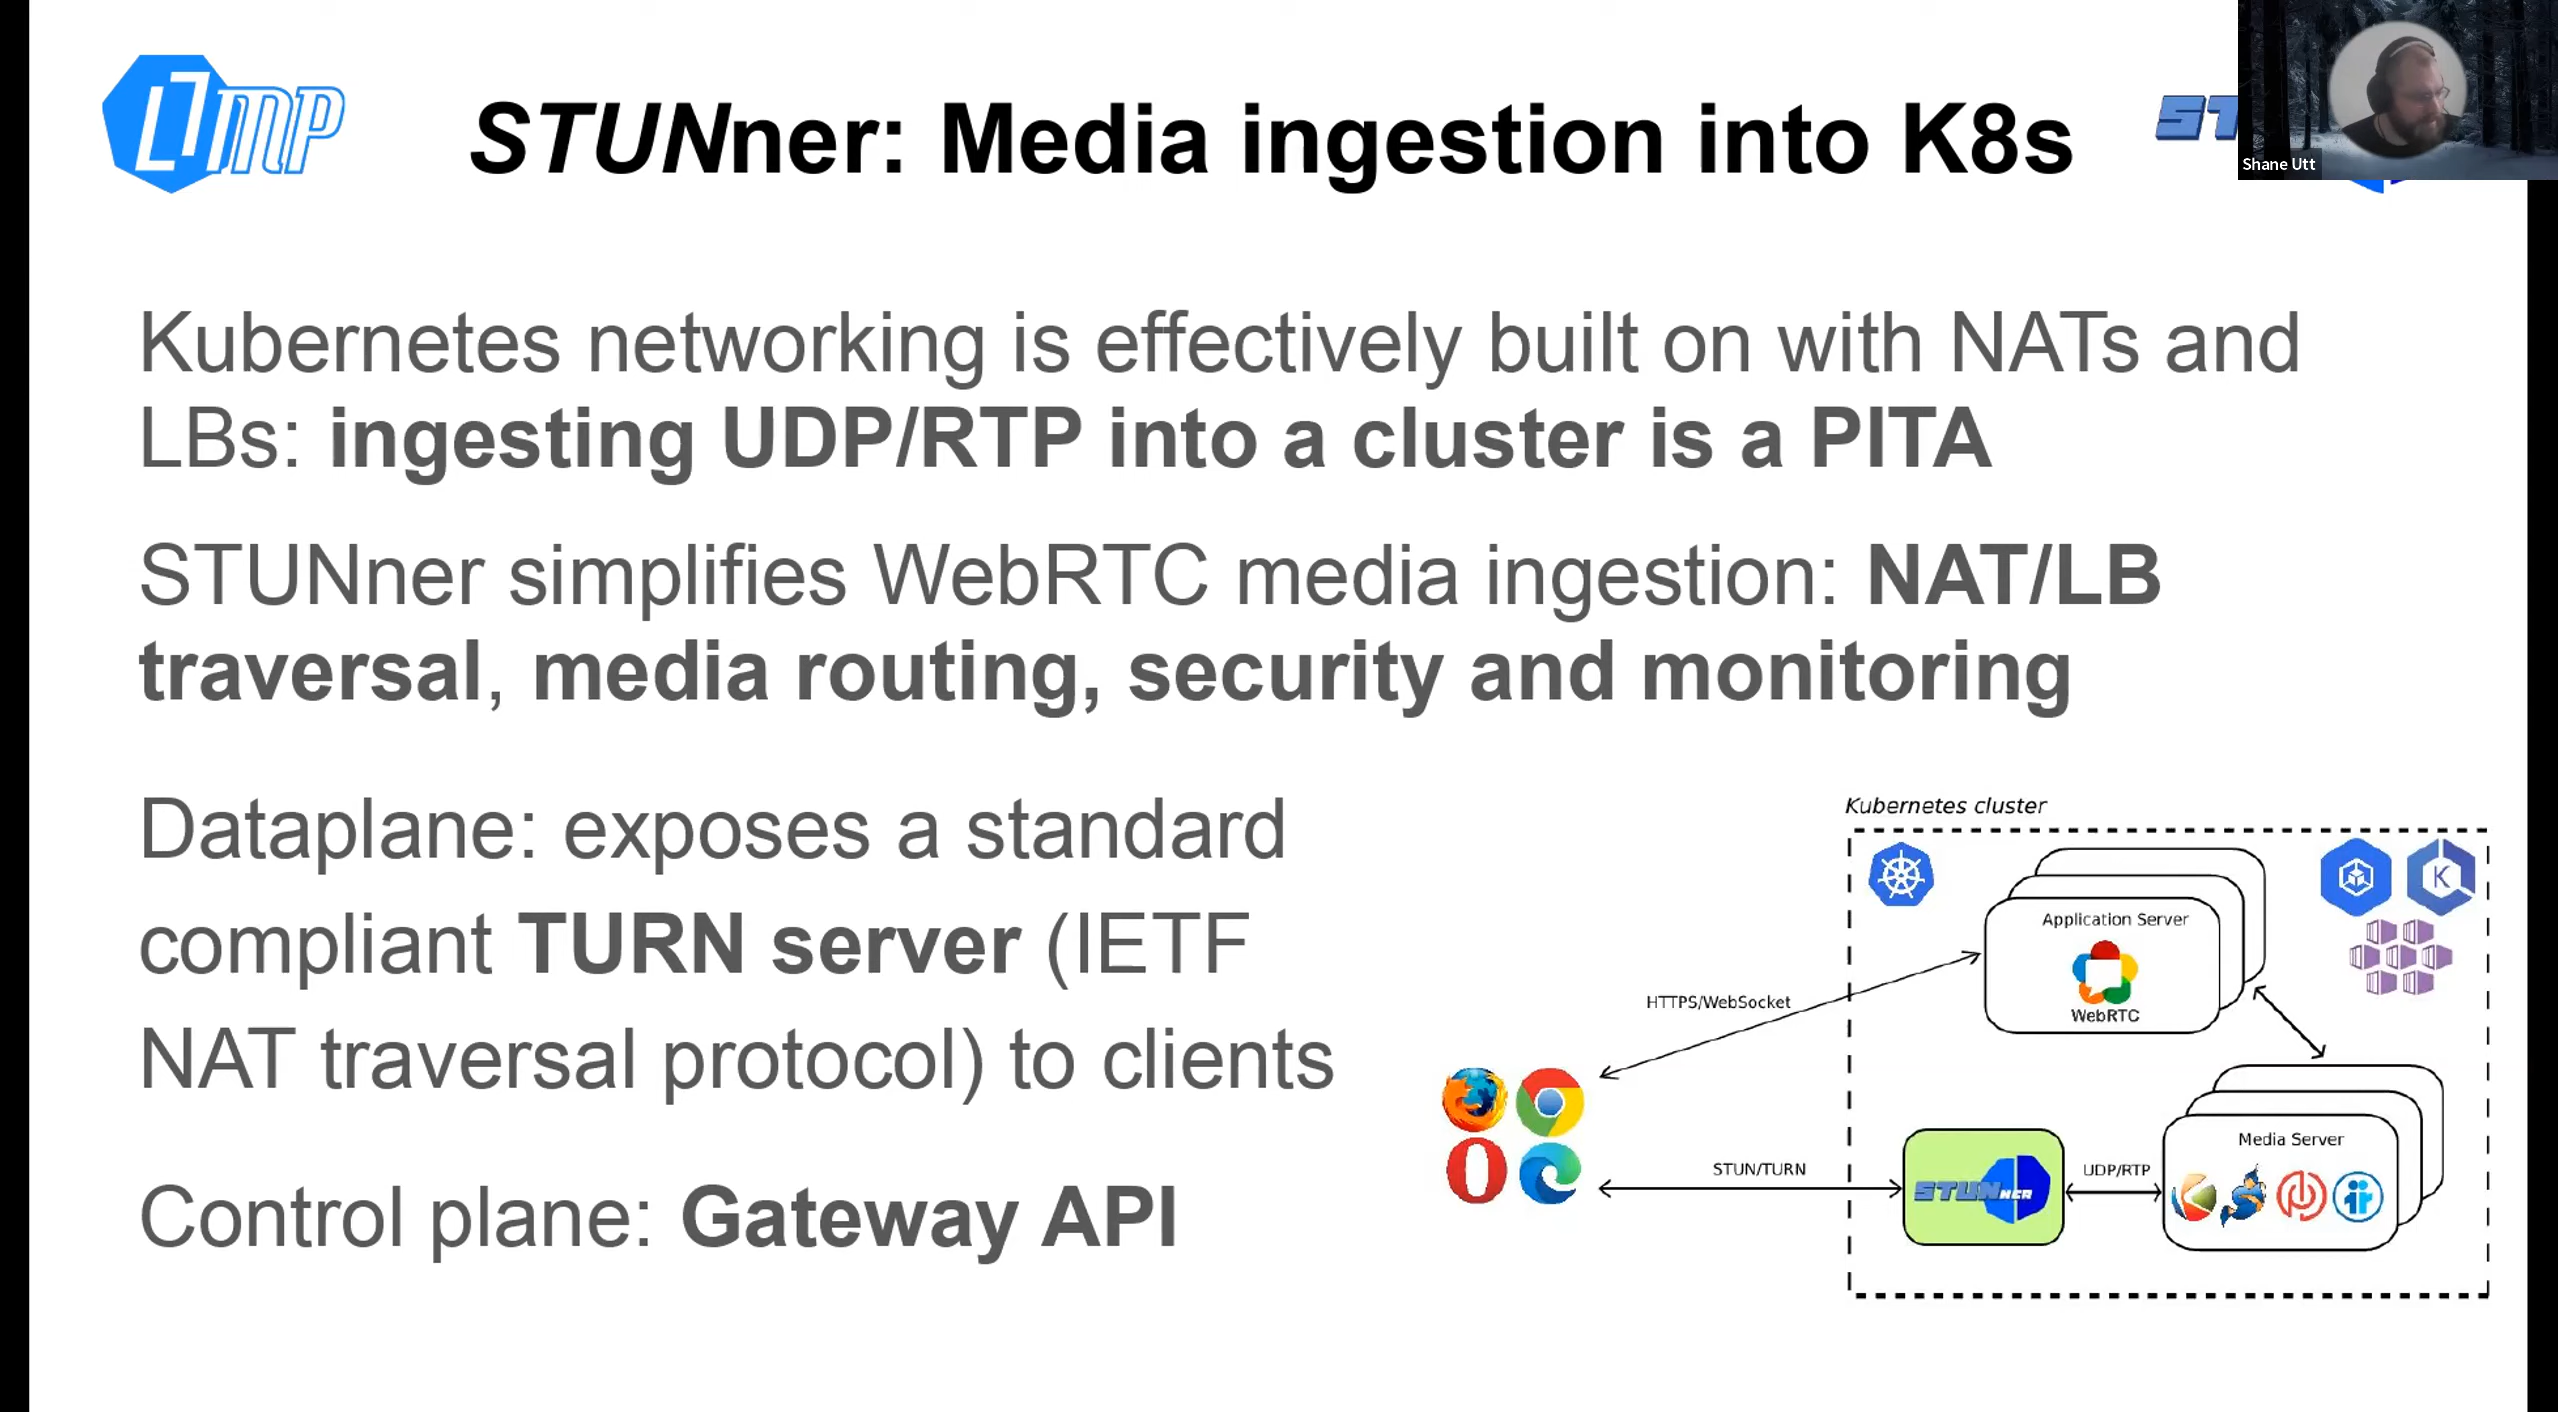 L7mp
STUNner: Media ingestion into K8s
Shane Utt
Kubernetes networking is effectively built on with NATs and
LBs: ingesting UDP/RTP into a cluster is a PITA
STUNner simplifies WebRTC media ingestion: NAT/LB
traversal, media routing, security and monitoring
Dataplane: exposes a standard
compliant TURN server (IETF
NAT traversal protocol) to clients
Control plane: Gateway API
Kubernetes cluster
K
Application Server
WebRTC
HTTPS/WebSocket
Media Server
STUN/TURN
STUNner
UDP/RTP